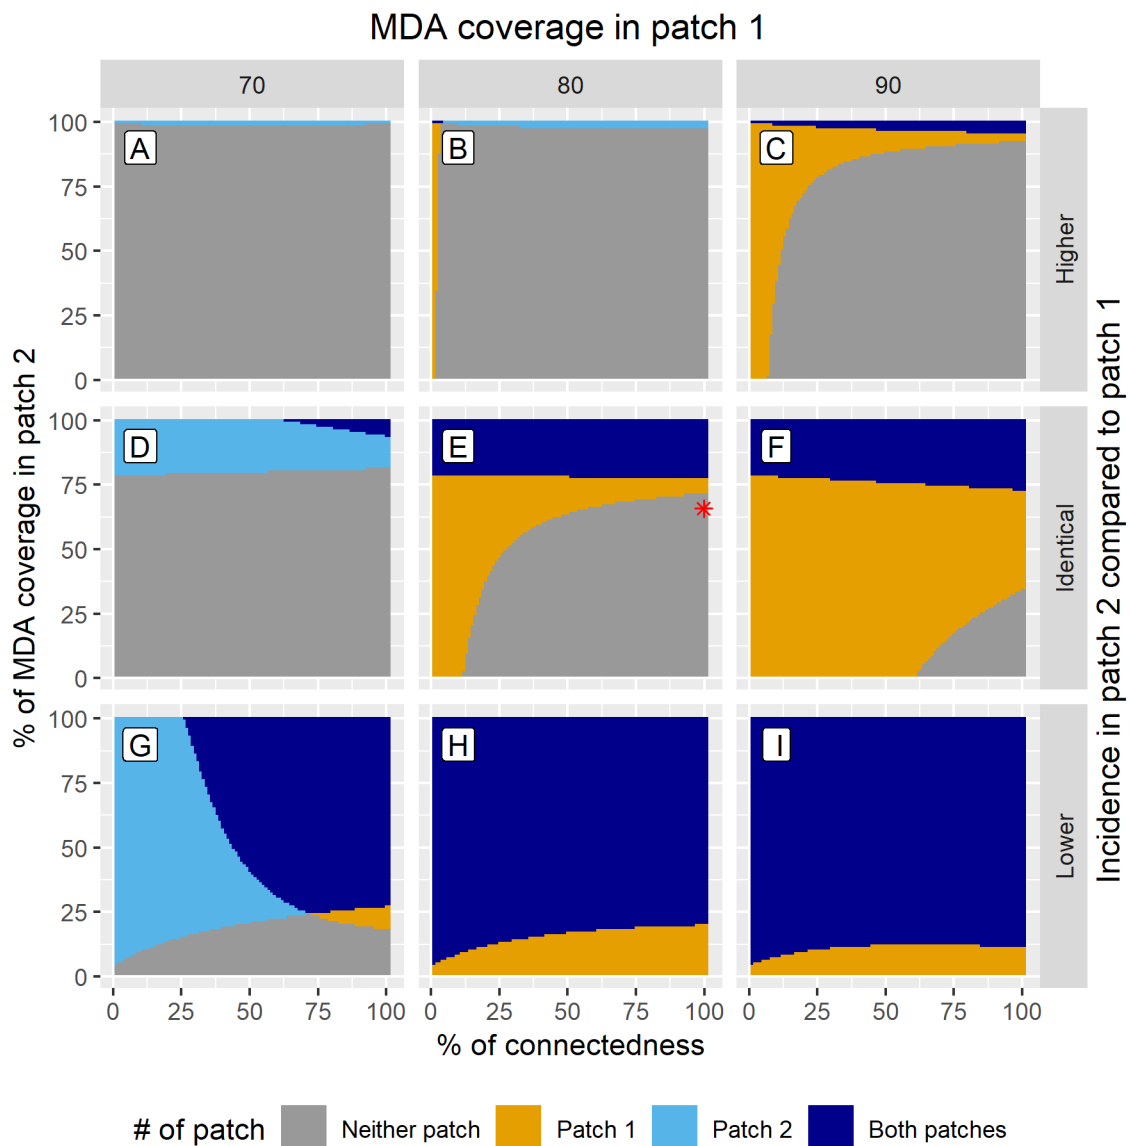 MDA coverage in patch 1
70 80 90
% of MDA coverage in patch 2
100
75
50
25
0
A B C
Higher
100
75
50
25
0
D E F
Identical
100
75
50
25
0
G H I
Lower
Incidence in patch 2 compared to patch 1
0 25 50 75 100 0 25 50 75 100 0 25 50 75 100
% of connectedness
# of patch Neither patch Patch 1 Patch 2 Both patches